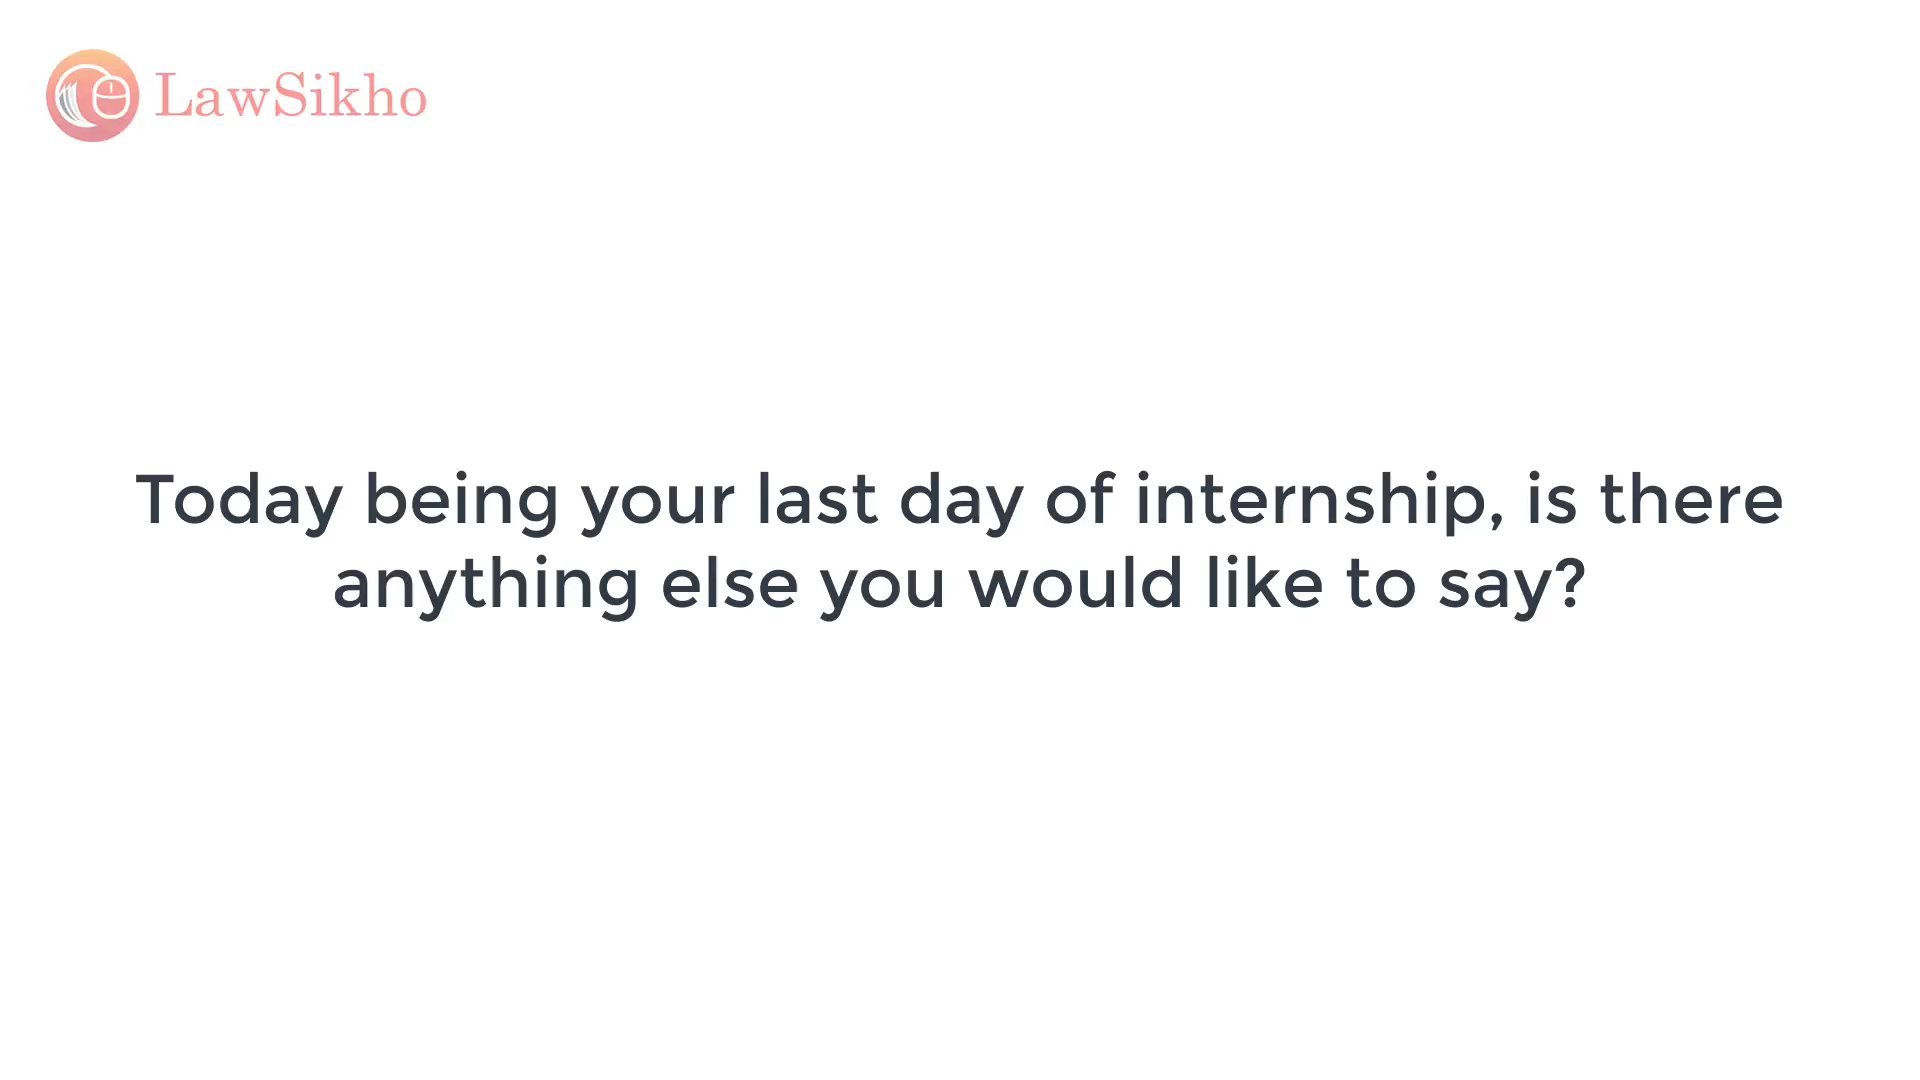 LawSikho
Today being your last day of internship, is there
anything else you would like to say?